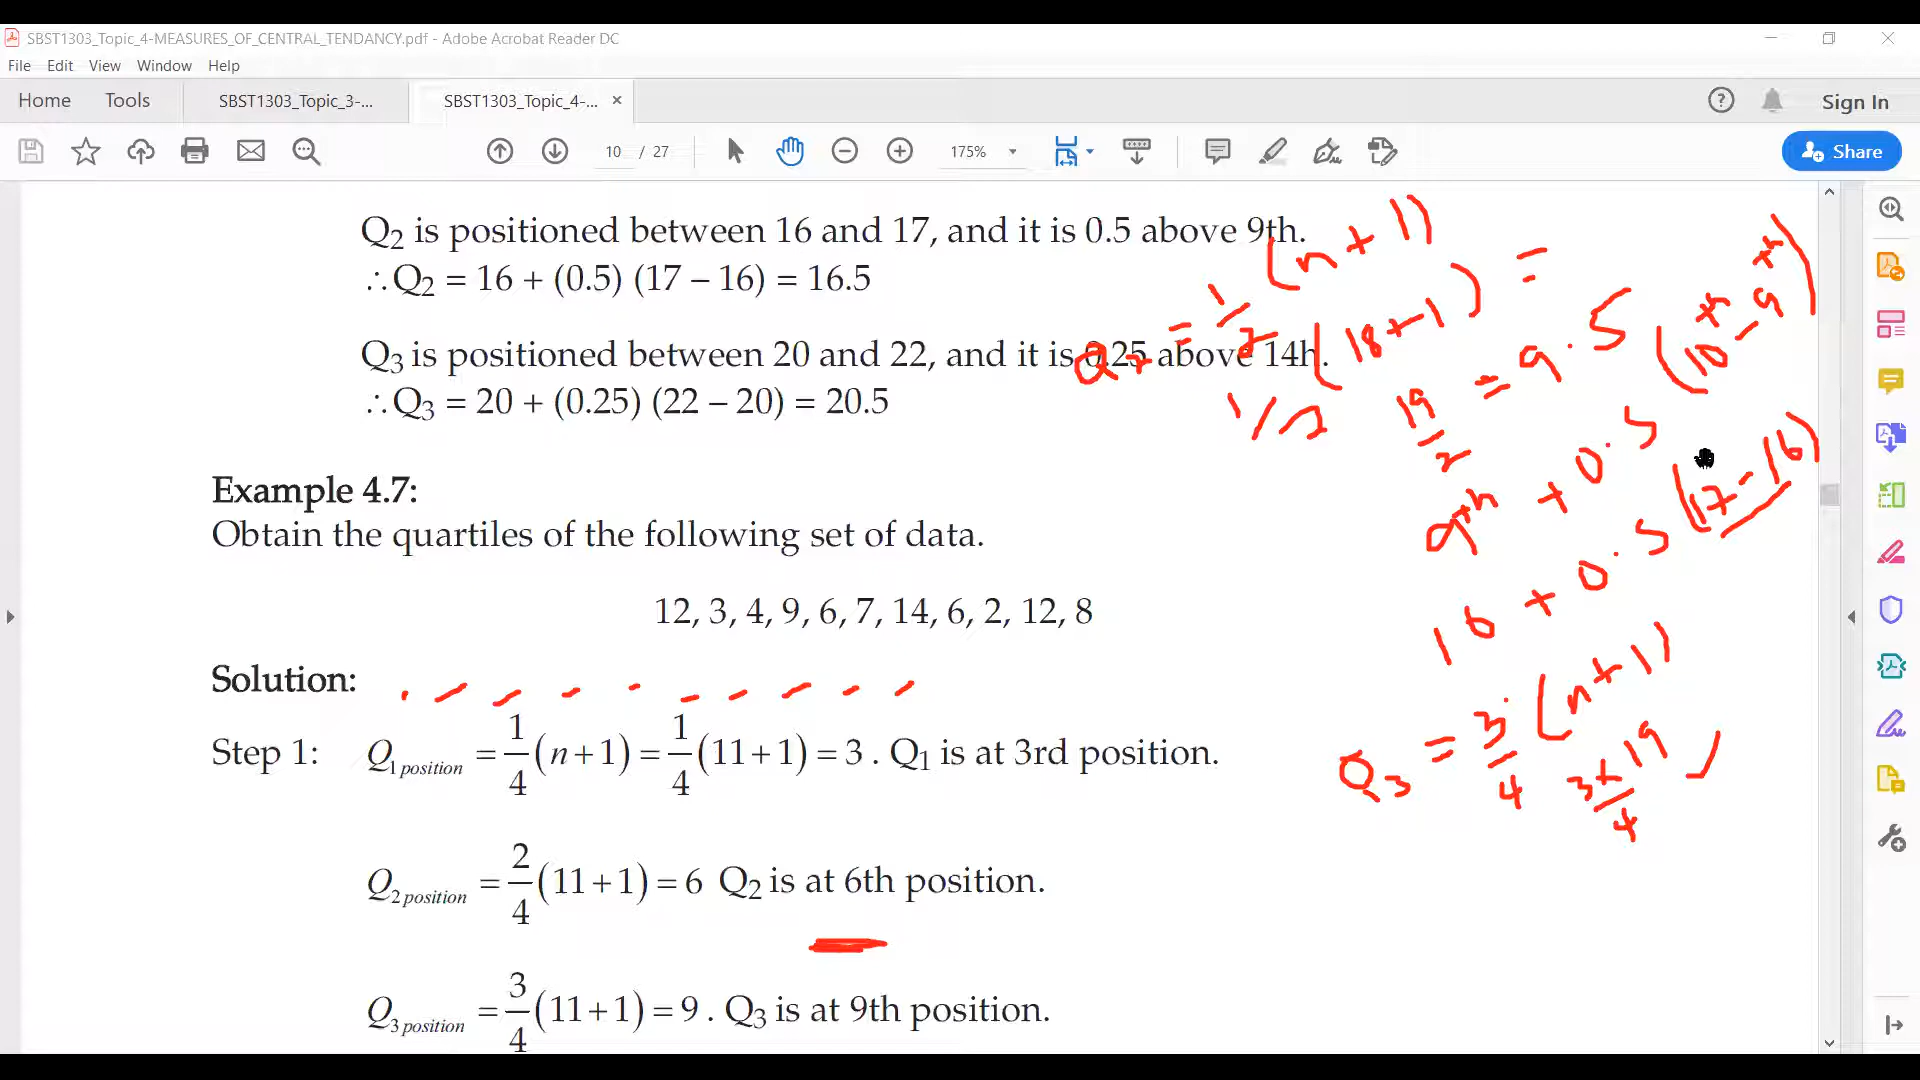 SBST1303_Topic_4-MEASURES_OF_CENTRAL_TENDANCY.pdf - Adobe Acrobat Reader DC
File Edit View Window Help
Home Tools SBST1303_Topic_3-... SBST1303_Topic_4-... × Sign In
10 / 27 175% Share
Q2 is positioned between 16 and 17, and it is 0.5 above 9th.
∴Q2 = 16 + (0.5) (17 – 16) = 16.5
Q3 is positioned between 20 and 22, and it is 0.25 above 14h.
∴Q3 = 20 + (0.25) (22 – 20) = 20.5
Example 4.7:
Obtain the quartiles of the following set of data.
12, 3, 4, 9, 6, 7, 14, 6, 2, 12, 8
Solution:
Step 1: Q1 position = 1/4 (n+1) = 1/4 (11+1) = 3 . Q1 is at 3rd position.
Q2 position = 2/4 (11+1) = 6 Q2 is at 6th position.
Q3 position = 3/4 (11+1) = 9 . Q3 is at 9th position.
Q2 = 1/2 (n+1) =
1/2 (18+1)
19/2 = 9.5 (10th - 9th)
9th + 0.5 (17-16)
16 + 0.5
Q3 = 3/4 (n+1)
3×19/4